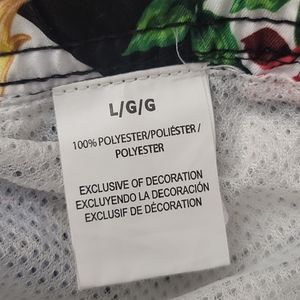 L/G/G
100% POLYESTER/POLIÉSTER /
POLYESTER
EXCLUSIVE OF DECORATION
EXCLUYENDO LA DECORACIÓN
EXCLUSIF DE DÉCORATION